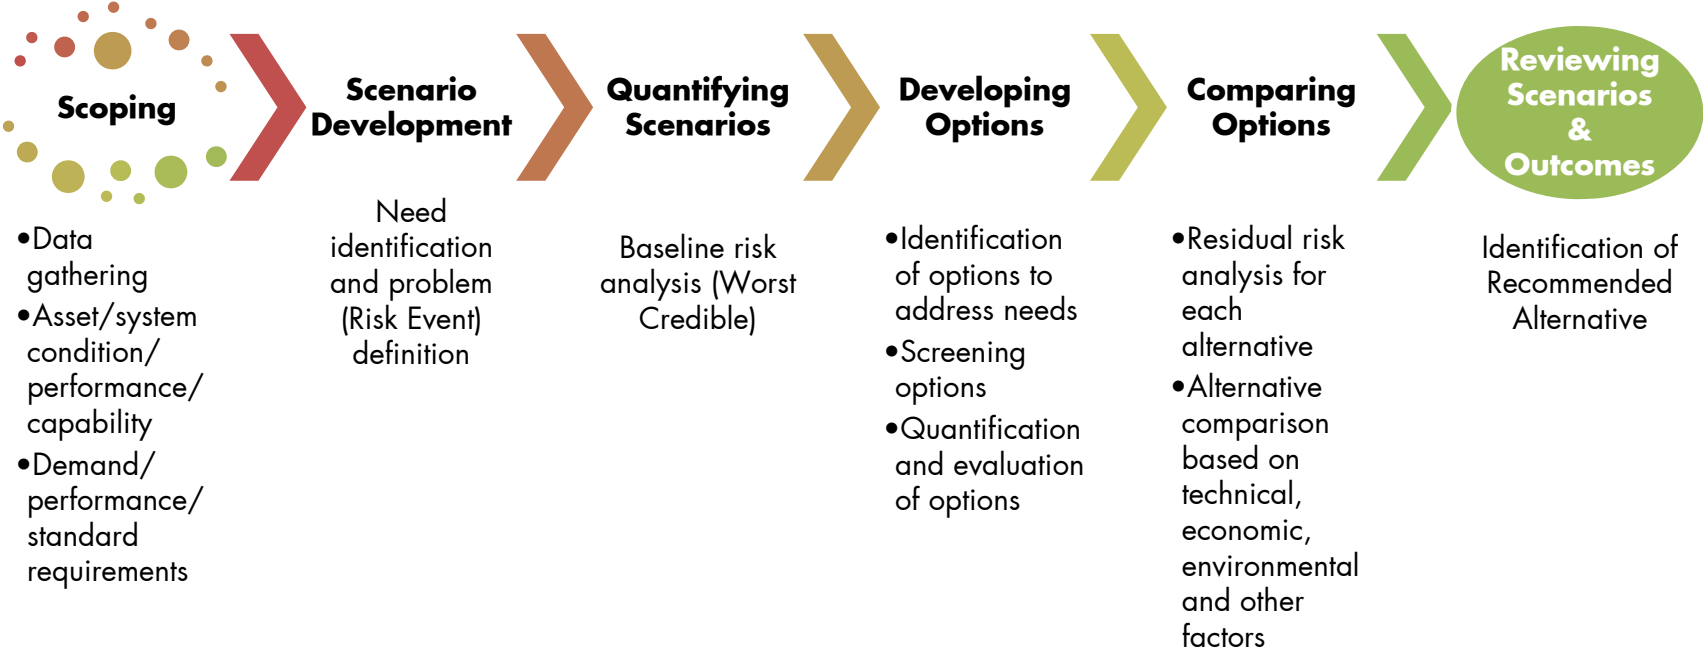 Scoping
•Data
gathering
•Asset/system
condition/
performance/
capability
•Demand/
performance/
standard
requirements
Scenario
Development
Need
identification
and problem
(Risk Event)
definition
Quantifying
Scenarios
Baseline risk
analysis (Worst
Credible)
Developing
Options
•Identification
of options to
address needs
•Screening
options
•Quantification
and evaluation
of options
Comparing
Options
•Residual risk
analysis for
each
alternative
•Alternative
comparison
based on
technical,
economic,
environmental
and other
factors
Reviewing
Scenarios
&
Outcomes
Identification of
Recommended
Alternative